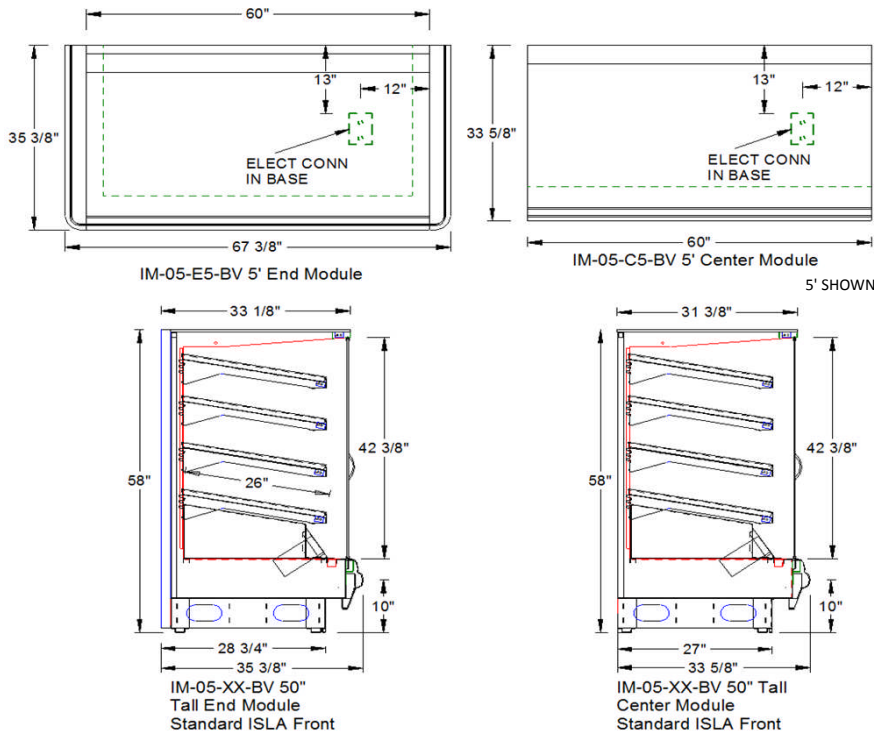 60"
13"
12"
35 3/8"
ELECT CONN
IN BASE
67 3/8"
IM-05-E5-BV 5' End Module
13"
12"
33 5/8"
ELECT CONN
IN BASE
60"
IM-05-C5-BV 5' Center Module
5' SHOWN
33 1/8"
58"
42 3/8"
26"
10"
28 3/4"
35 3/8"
IM-05-XX-BV 50"
Tall End Module
Standard ISLA Front
31 3/8"
58"
42 3/8"
10"
27"
33 5/8"
IM-05-XX-BV 50" Tall
Center Module
Standard ISLA Front